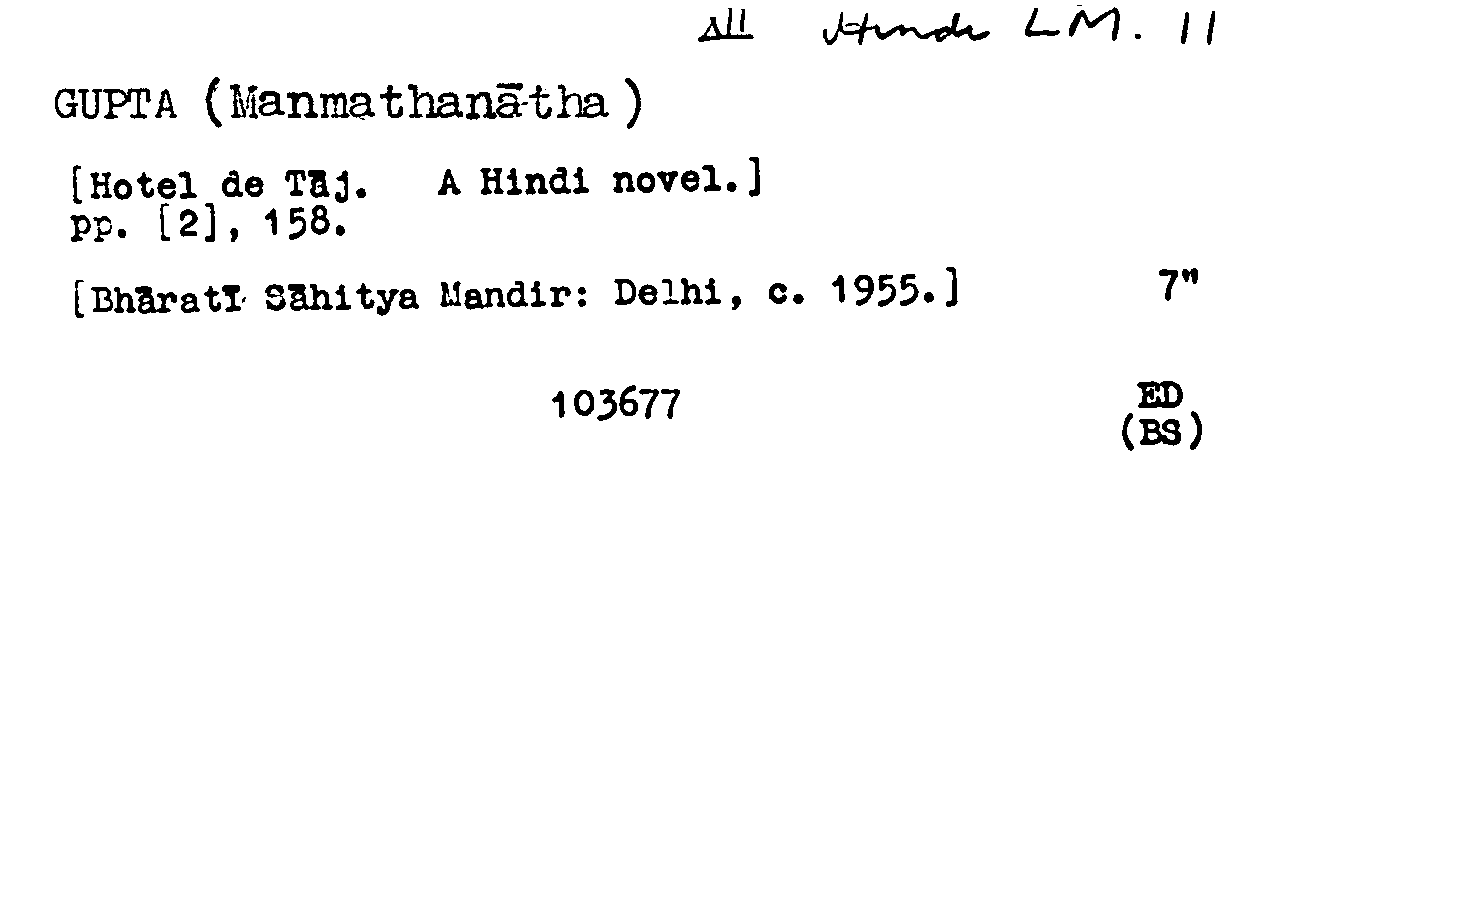 Hindi LM. 11
GUPTA (Manmathanātha)
[Hotel de Tāj. A Hindi novel.]
pp. [2], 158.
[Bhāratī Sāhitya Mandir: Delhi, c. 1955.] 7"
103677 ED
(BS)